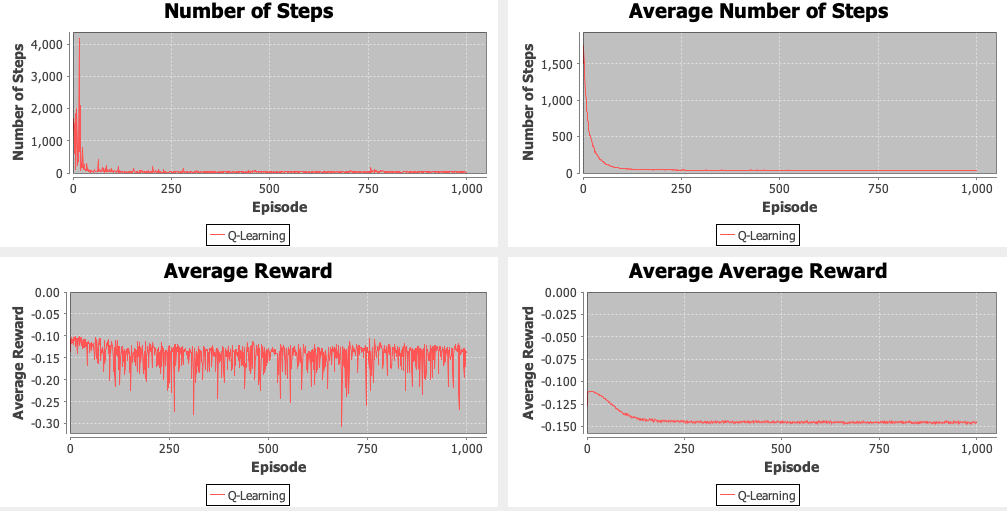 Number of Steps
Number of Steps
4,000
3,000
2,000
1,000
0
0 250 500 750 1,000
Episode
Q-Learning
Average Number of Steps
Number of Steps
1,500
1,000
500
0
0 250 500 750 1,000
Episode
Q-Learning
Average Reward
Average Reward
0.00
-0.05
-0.10
-0.15
-0.20
-0.25
-0.30
0 250 500 750 1,000
Episode
Q-Learning
Average Average Reward
Average Reward
0.000
-0.025
-0.050
-0.075
-0.100
-0.125
-0.150
0 250 500 750 1,000
Episode
Q-Learning